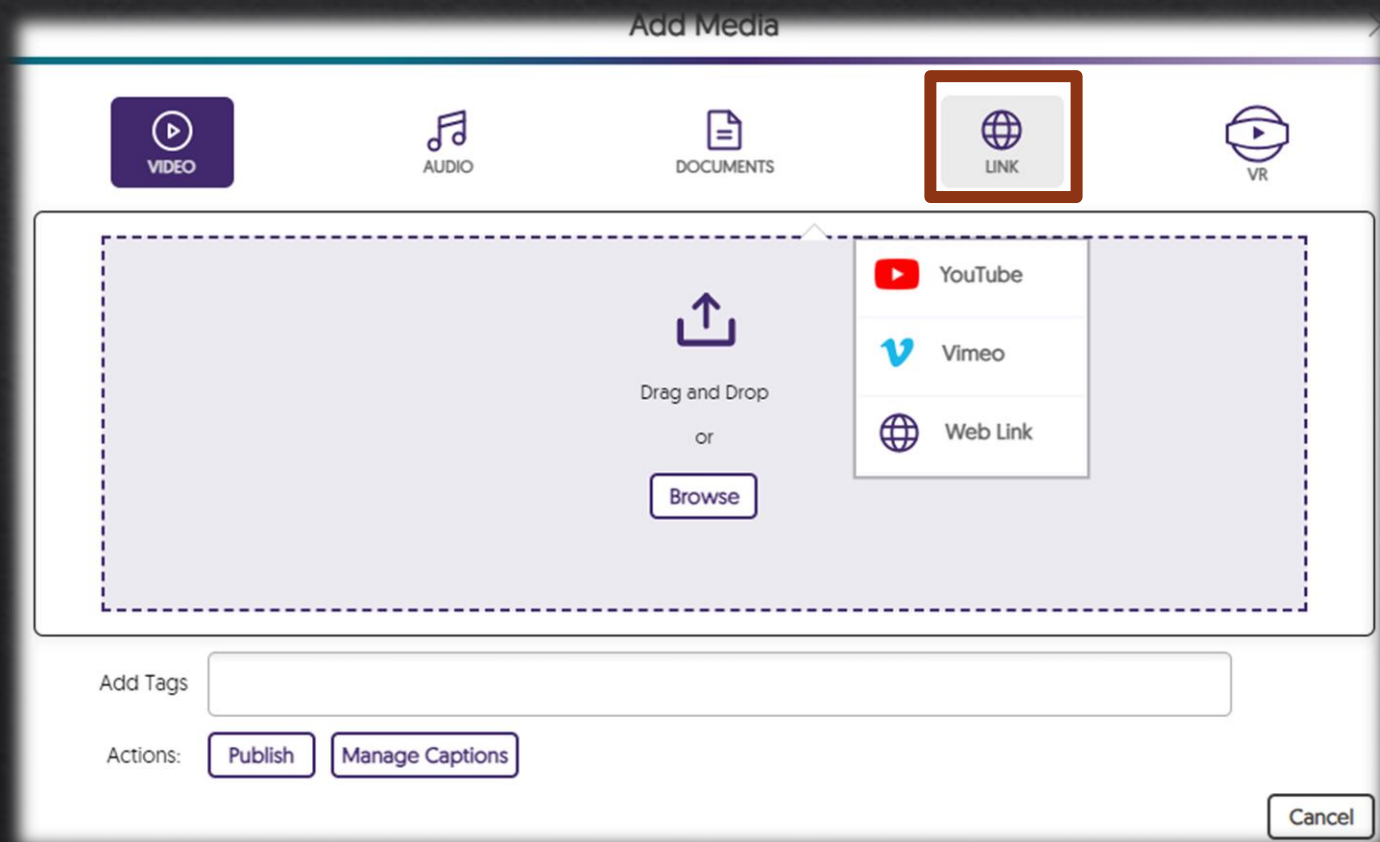 Add Media
VIDEO
AUDIO
DOCUMENTS
LINK
VR
YouTube
Vimeo
Web Link
Drag and Drop
or
Browse
Add Tags
Actions:
Publish
Manage Captions
Cancel